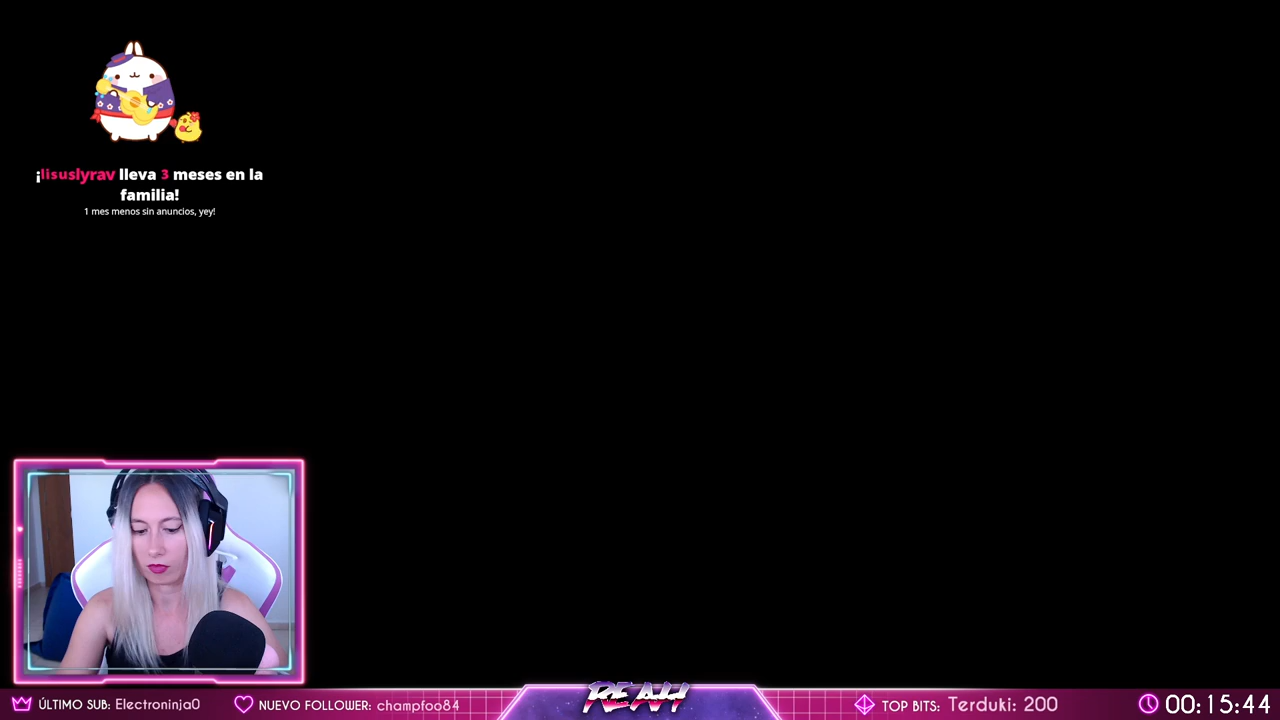 ¡lisuslyrav lleva 3 meses en la
familia!
1 mes menos sin anuncios, yey!
REAH
ÚLTIMO SUB: Electroninja0
NUEVO FOLLOWER: champfoo84
TOP BITS: Terduki: 200
00:15:44